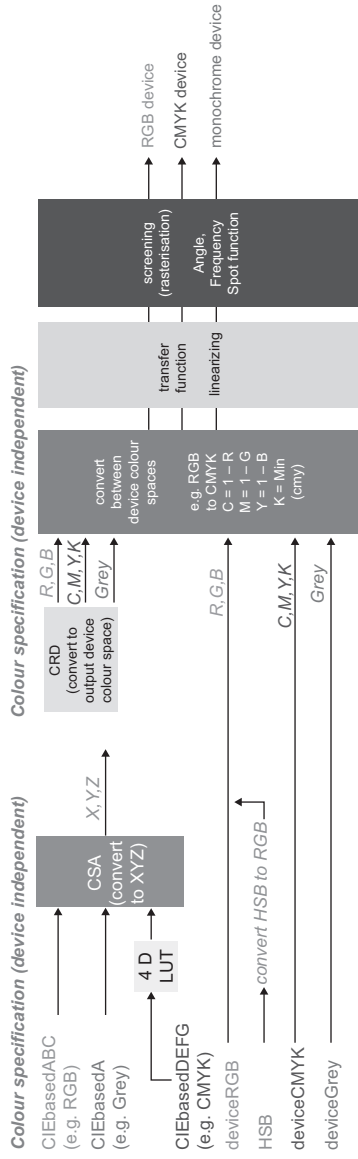 Colour specification (device independent)
Colour specification (device independent)
CIEbasedABC
(e.g. RGB)
CIEbasedA
(e.g. Grey)
CIEbasedDEFG
(e.g. CMYK)
deviceRGB
HSB
deviceCMYK
deviceGrey
4 D
LUT
CSA
(convert
to XYZ)
X,Y,Z
convert HSB to RGB
CRD
(convert to
output device
colour space)
R,G,B
C,M,Y,K
Grey
R,G,B
C,M,Y,K
Grey
convert
between
device colour
spaces
e.g. RGB
to CMYK
C = 1 – R
M = 1 – G
Y = 1 – B
K = Min
(cmy)
transfer
function
linearizing
screening
(rasterisation)
Angle,
Frequency
Spot function
RGB device
CMYK device
monochrome device